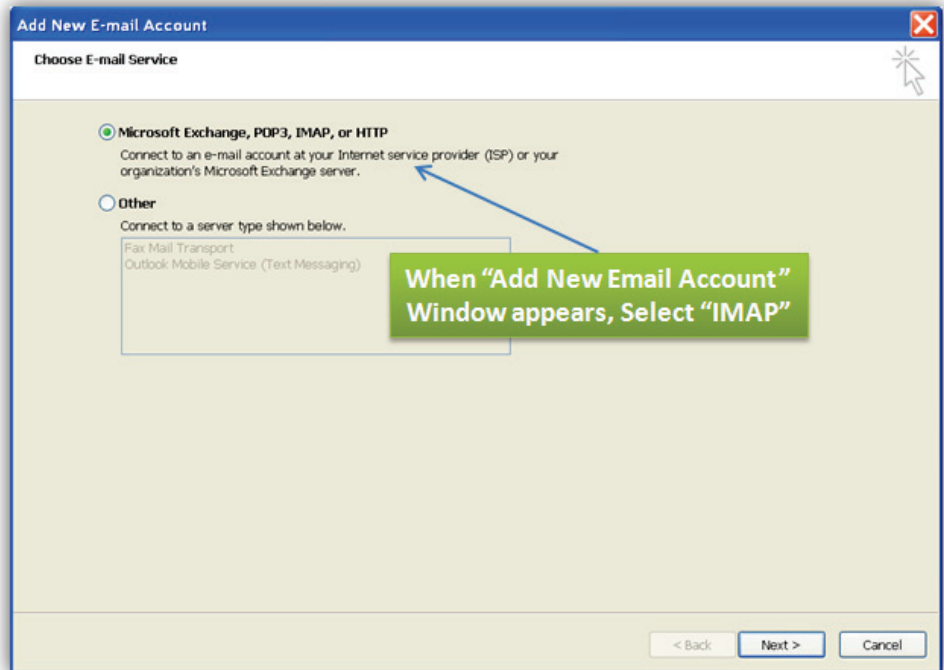 Add New E-mail Account
Choose E-mail Service
Microsoft Exchange, POP3, IMAP, or HTTP
Connect to an e-mail account at your Internet service provider (ISP) or your
organization's Microsoft Exchange server.
Other
Connect to a server type shown below.
Fax Mail Transport
Outlook Mobile Service (Text Messaging)
When “Add New Email Account”
Window appears, Select “IMAP”
< Back
Next >
Cancel